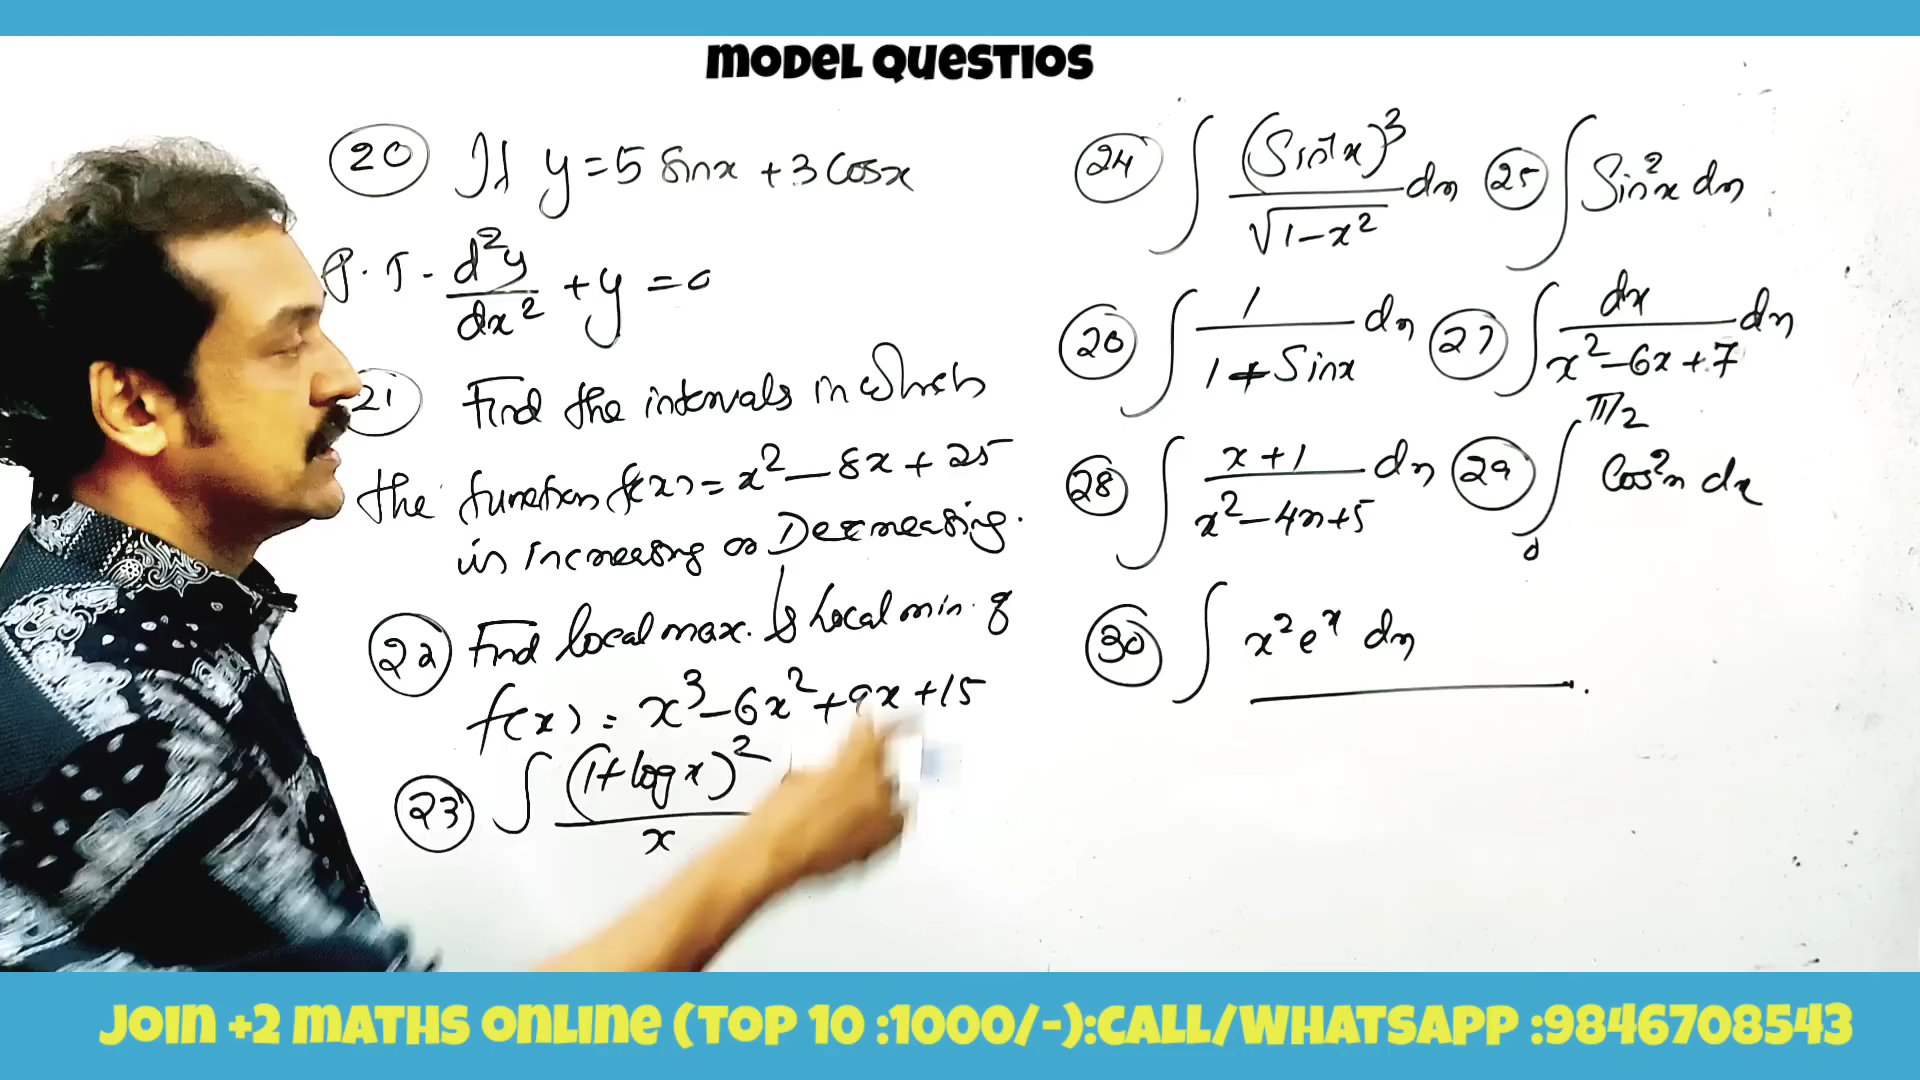 MODEL QUESTIOS
20 If y = 5 sinx + 3 cosx
P.T. d²y/dx² + y = 0
21 Find the intervals in which
the function f(x) = x² - 8x + 25
is increasing or Decreasing.
22 Find local max. & local min. of
f(x) = x³ - 6x² + 9x + 15
23 ∫ (1+logx)²/x
24 ∫ (Sin⁻¹x)³/√(1-x²) dx 25 ∫ Sin²x dx
26 ∫ 1/(1+Sinx) dx 27 ∫ dx/(x²-6x+7) dx
28 ∫ (x+1)/(x²-4x+5) dx 29 ∫₀^π/2 Cos²x dx
30 ∫ x²eˣ dx
JOIN +2 MATHS ONLINE (TOP 10 :1000/-):CALL/WHATSAPP :9846708543